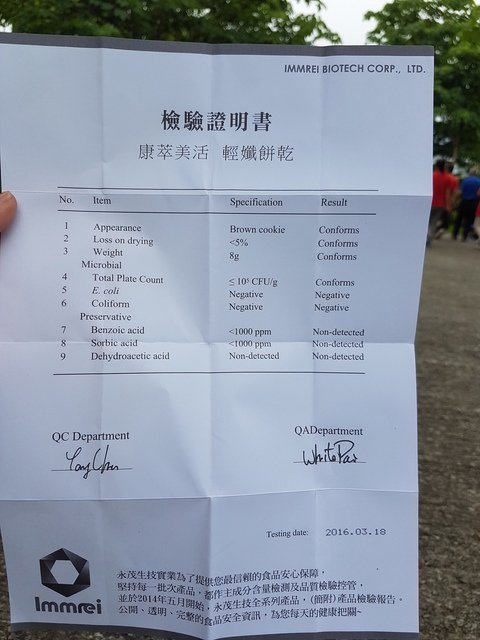 IMMREI BIOTECH CORP., LTD.
檢驗證明書
康萃美活 輕孅餅乾
No. Item Specification Result
1 Appearance Brown cookie Conforms
2 Loss on drying <5% Conforms
3 Weight 8g Conforms
Microbial
4 Total Plate Count ≤ 10⁵ CFU/g Conforms
5 E. coli Negative Negative
6 Coliform Negative Negative
Preservative
7 Benzoic acid <1000 ppm Non-detected
8 Sorbic acid <1000 ppm Non-detected
9 Dehydroacetic acid Non-detected Non-detected
QC Department QADepartment
Testing date: 2016.03.18
永茂生技實業為了提供您最信賴的食品安心保障，
堅持每一批次產品，都作主成分含量檢測及品質檢驗控管，
並於2014年五月開始，永茂生技全系列產品，(簡附)產品檢驗報告。
公開、透明、完整的食品安全資訊，為您每天的健康把關~
Immrei